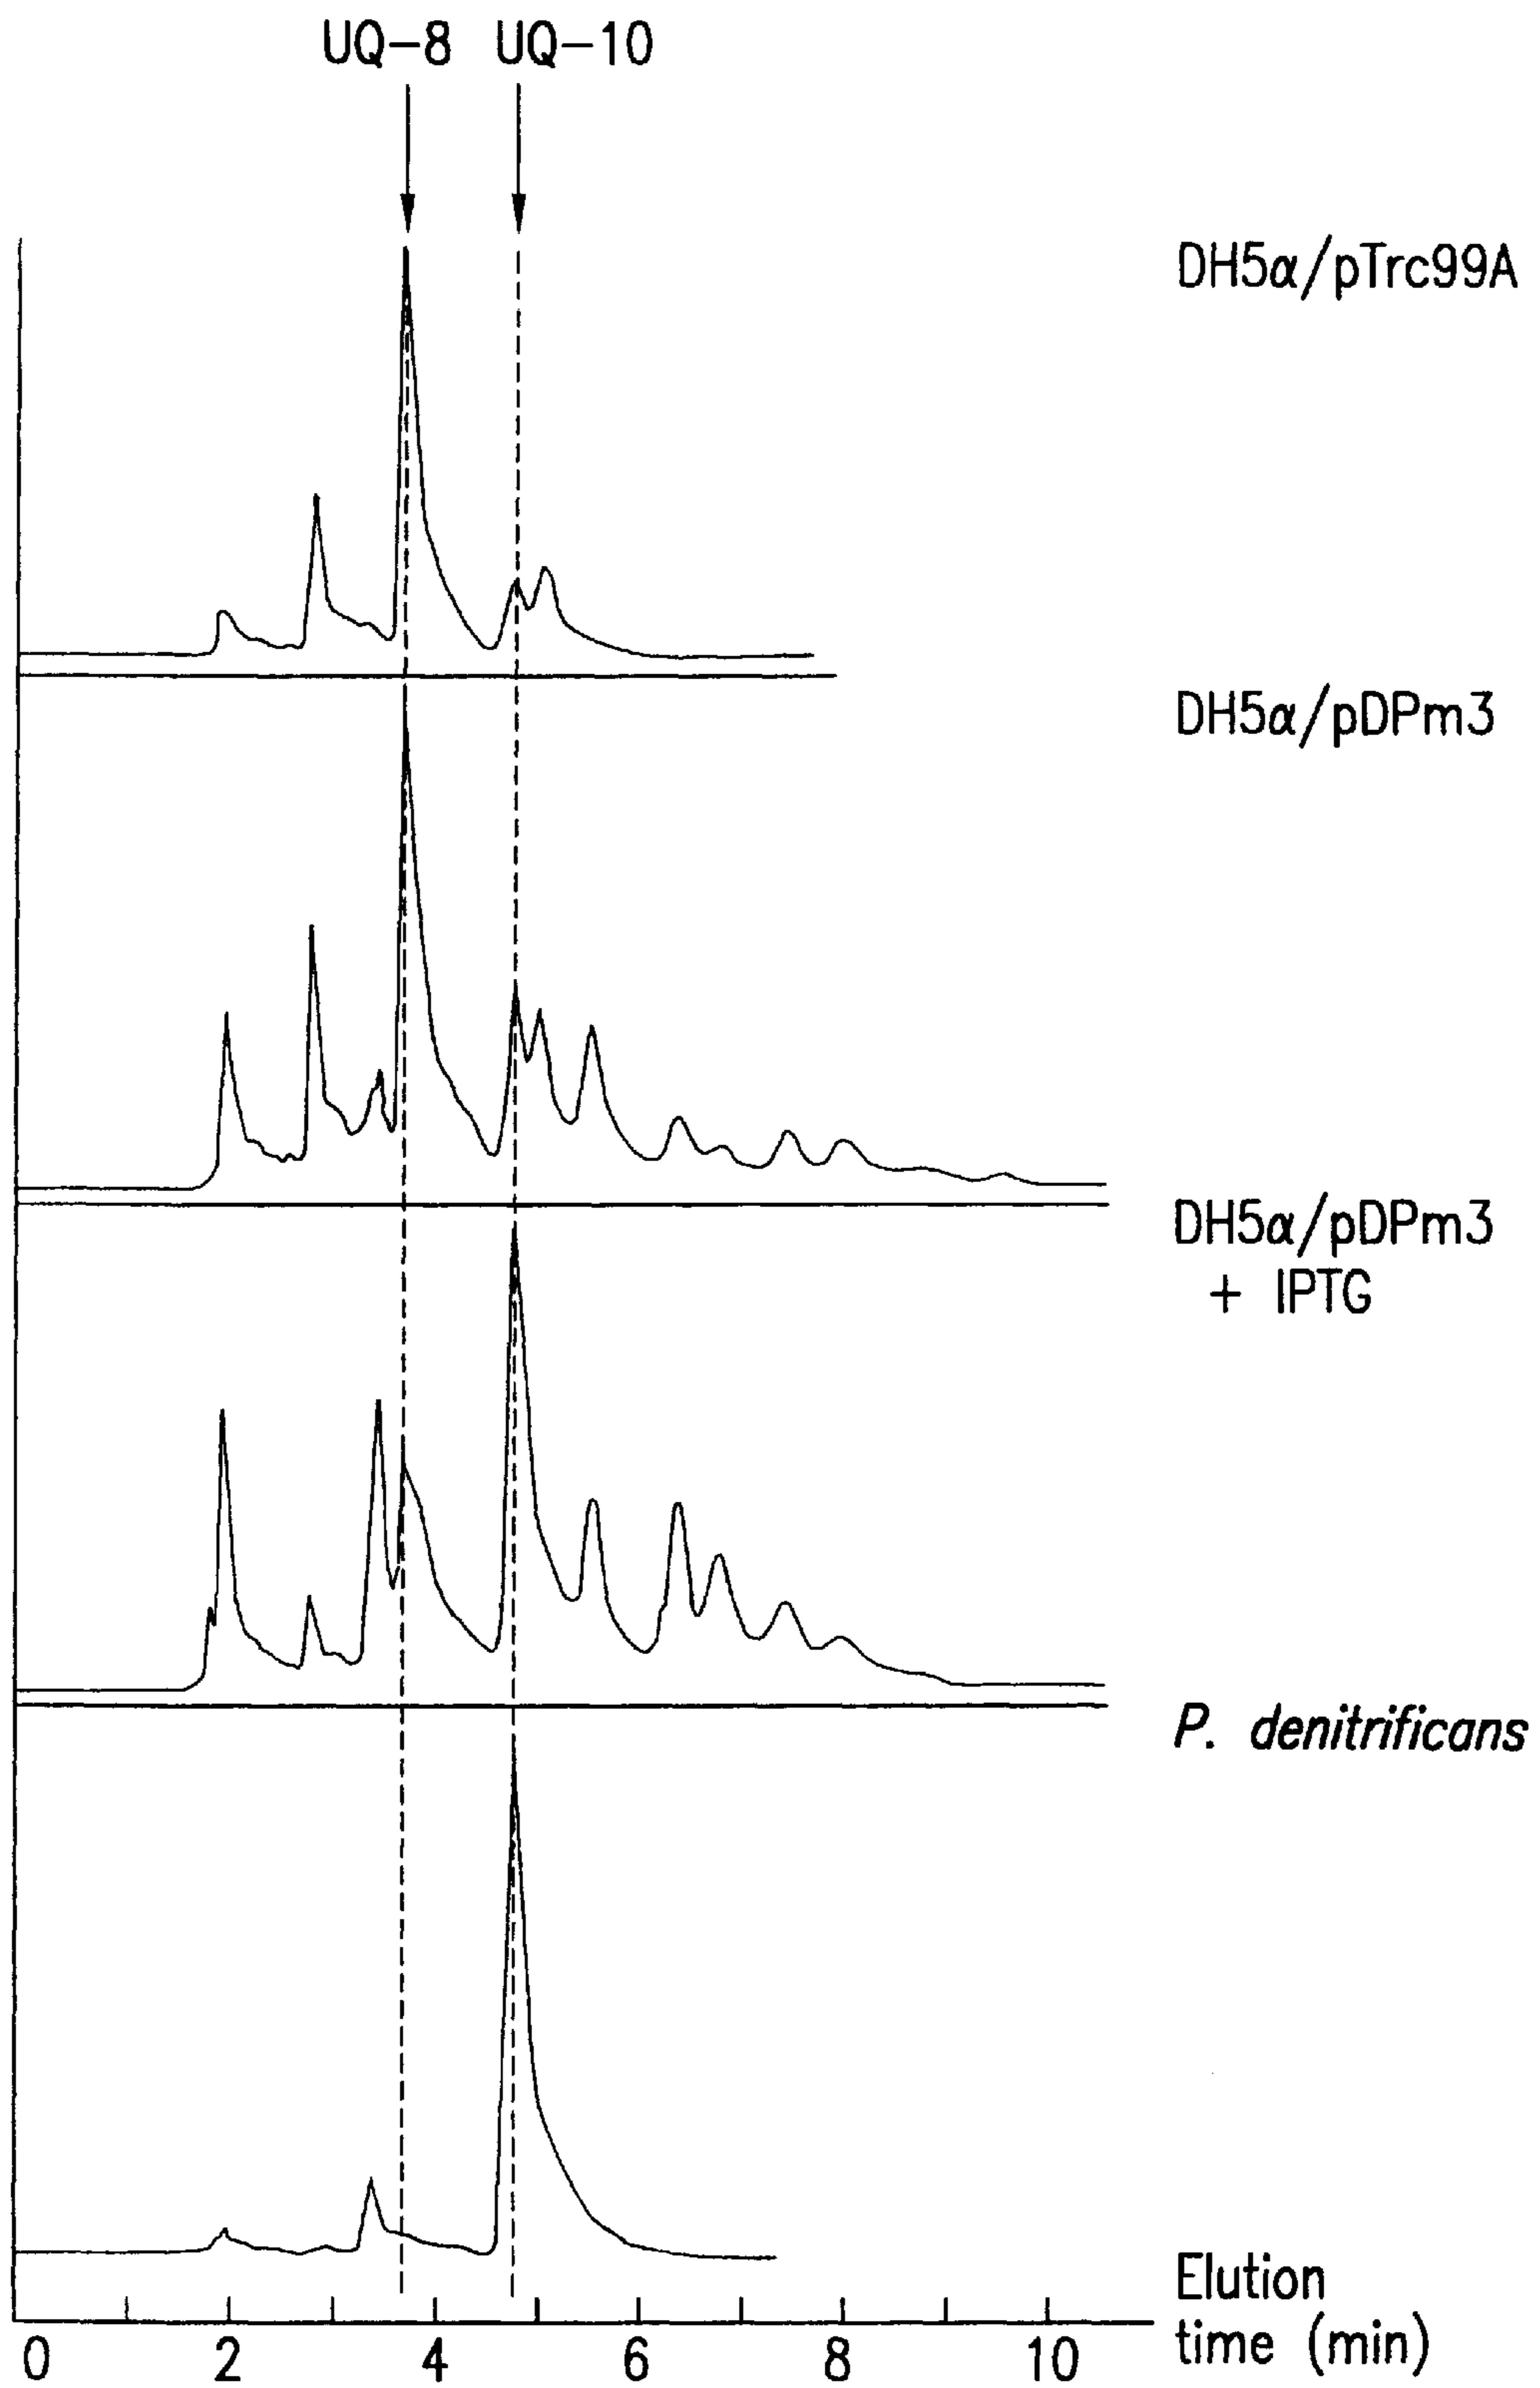 UQ-8 UQ-10
DH5α/pTrc99A
DH5α/pDPm3
DH5α/pDPm3
+ IPTG
P. denitrificans
Elution
time (min)
0 2 4 6 8 10